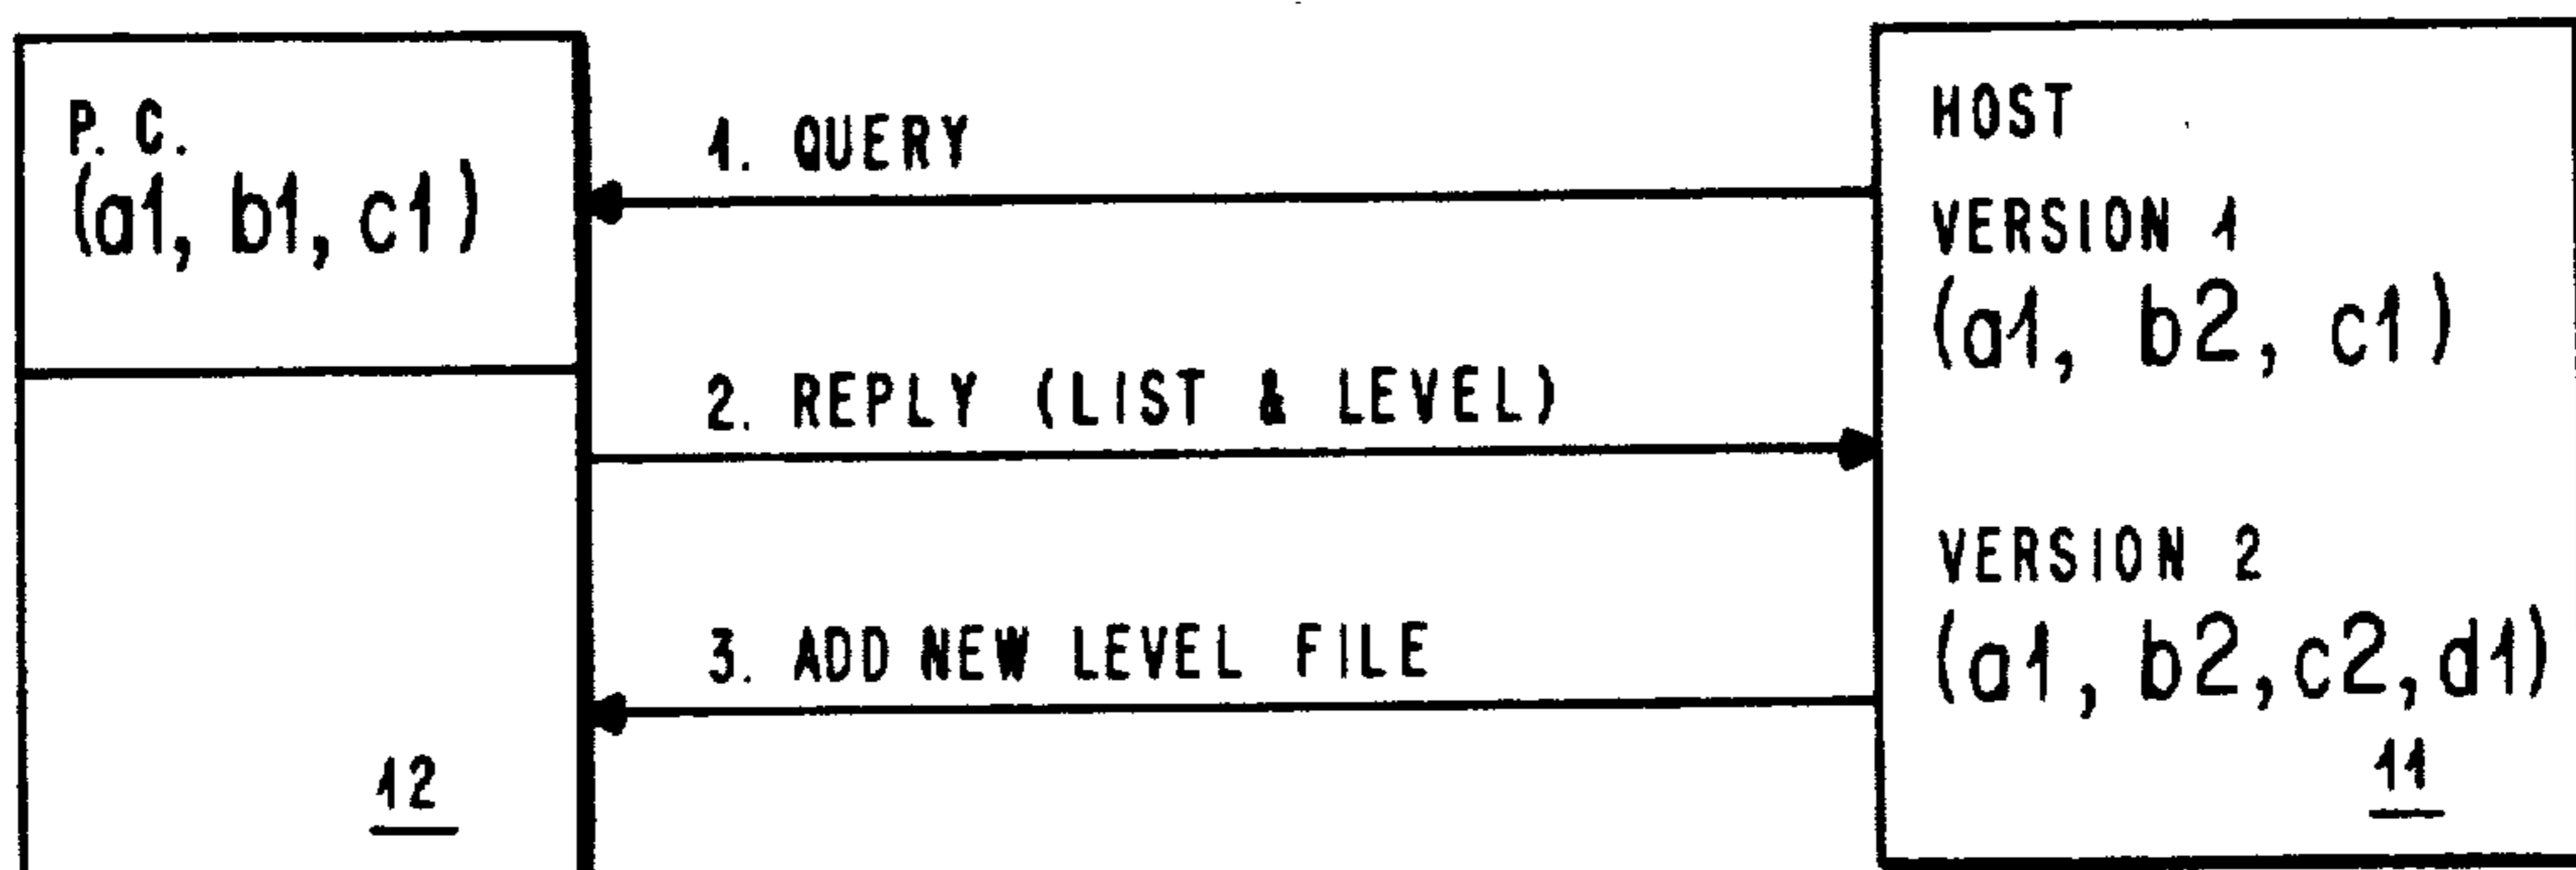 P. C.
(a1, b1, c1)
12
1. QUERY
2. REPLY (LIST & LEVEL)
3. ADD NEW LEVEL FILE
HOST
VERSION 1
(a1, b2, c1)
VERSION 2
(a1, b2, c2, d1)
11